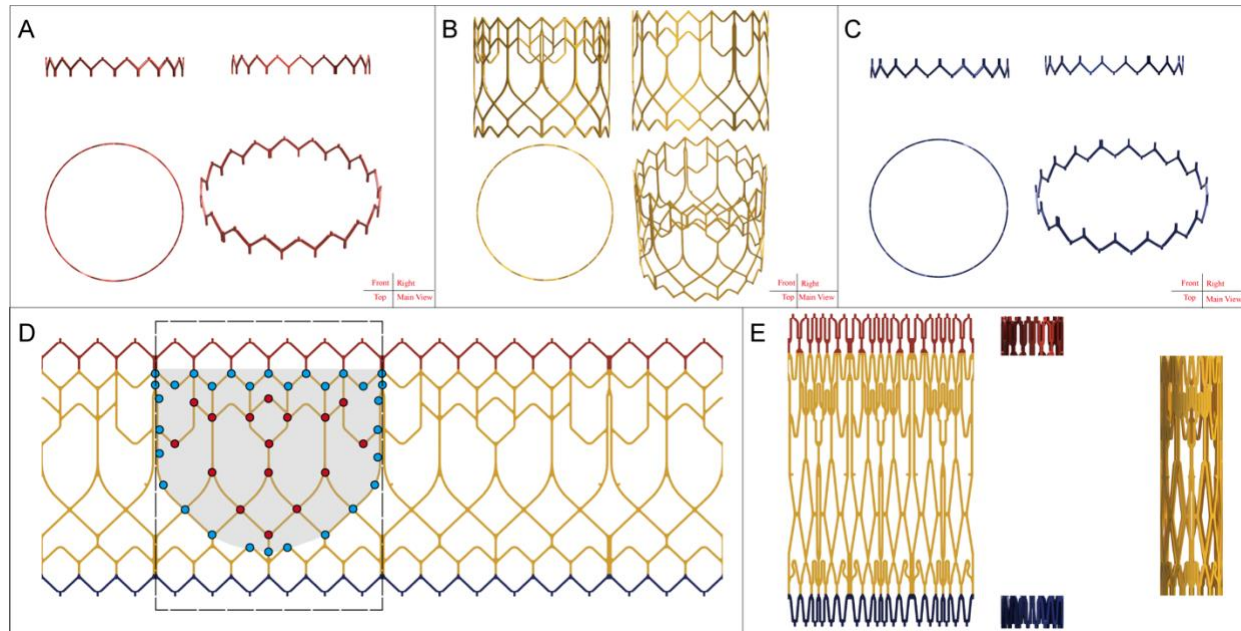 A
Front Right
Top Main View
B
Front Right
Top Main View
C
Front Right
Top Main View
D
E